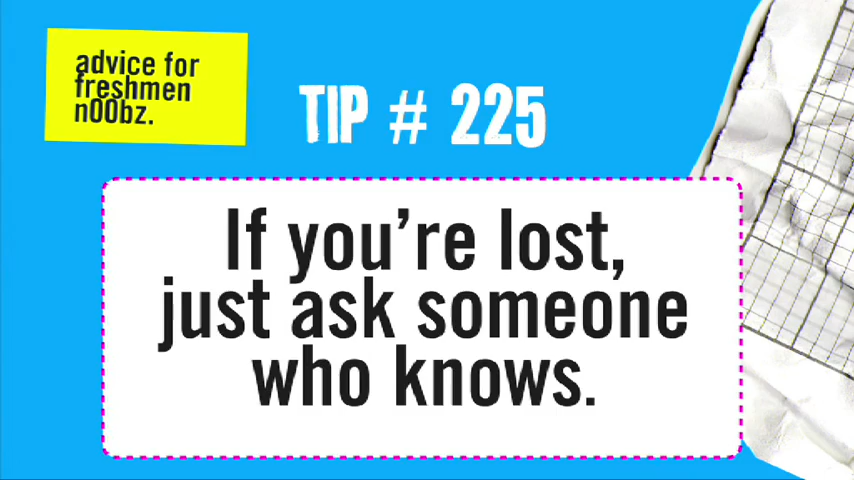 advice for
freshmen
n00bz.
TIP # 225
If you're lost,
just ask someone
who knows.